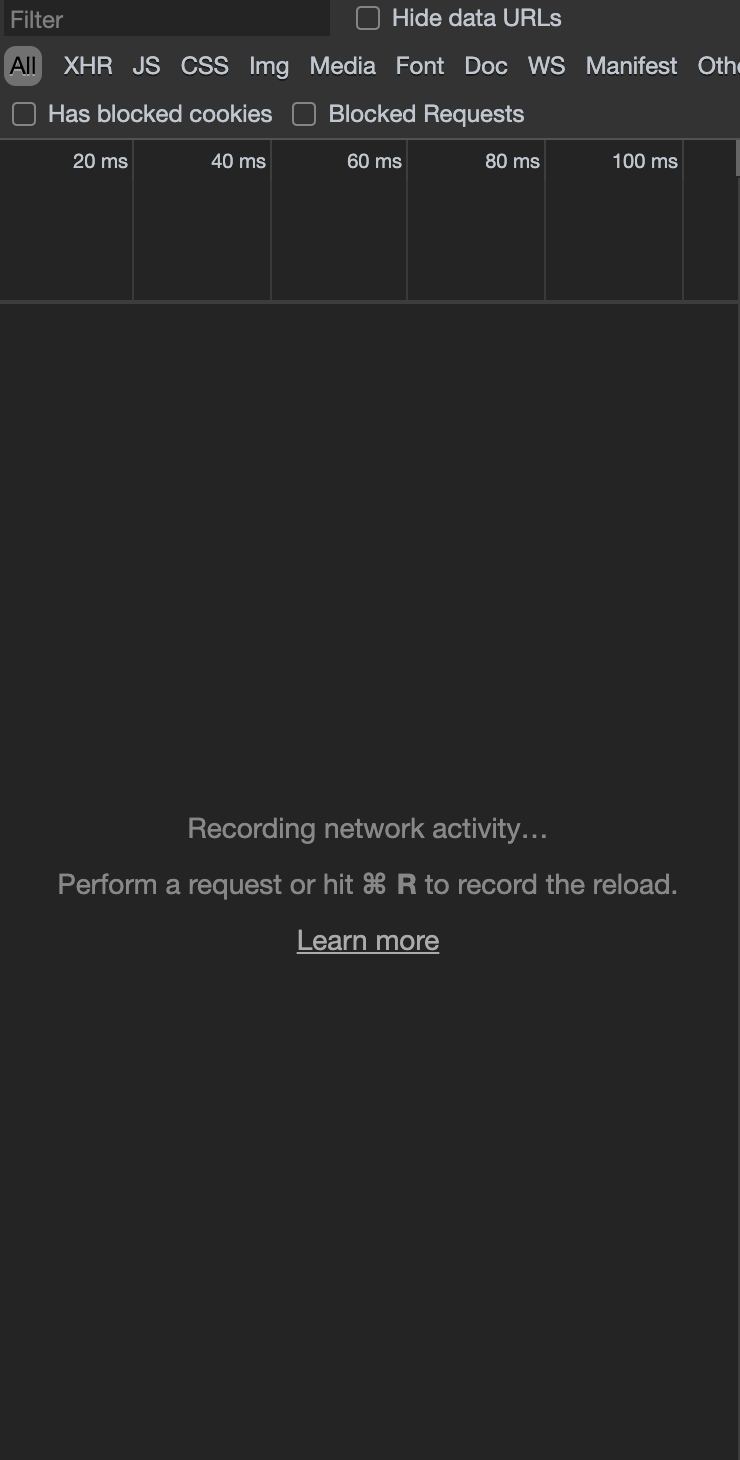 Filter Hide data URLs
All XHR JS CSS Img Media Font Doc WS Manifest Oth
Has blocked cookies Blocked Requests
20 ms 40 ms 60 ms 80 ms 100 ms
Recording network activity…
Perform a request or hit ⌘ R to record the reload.
Learn more